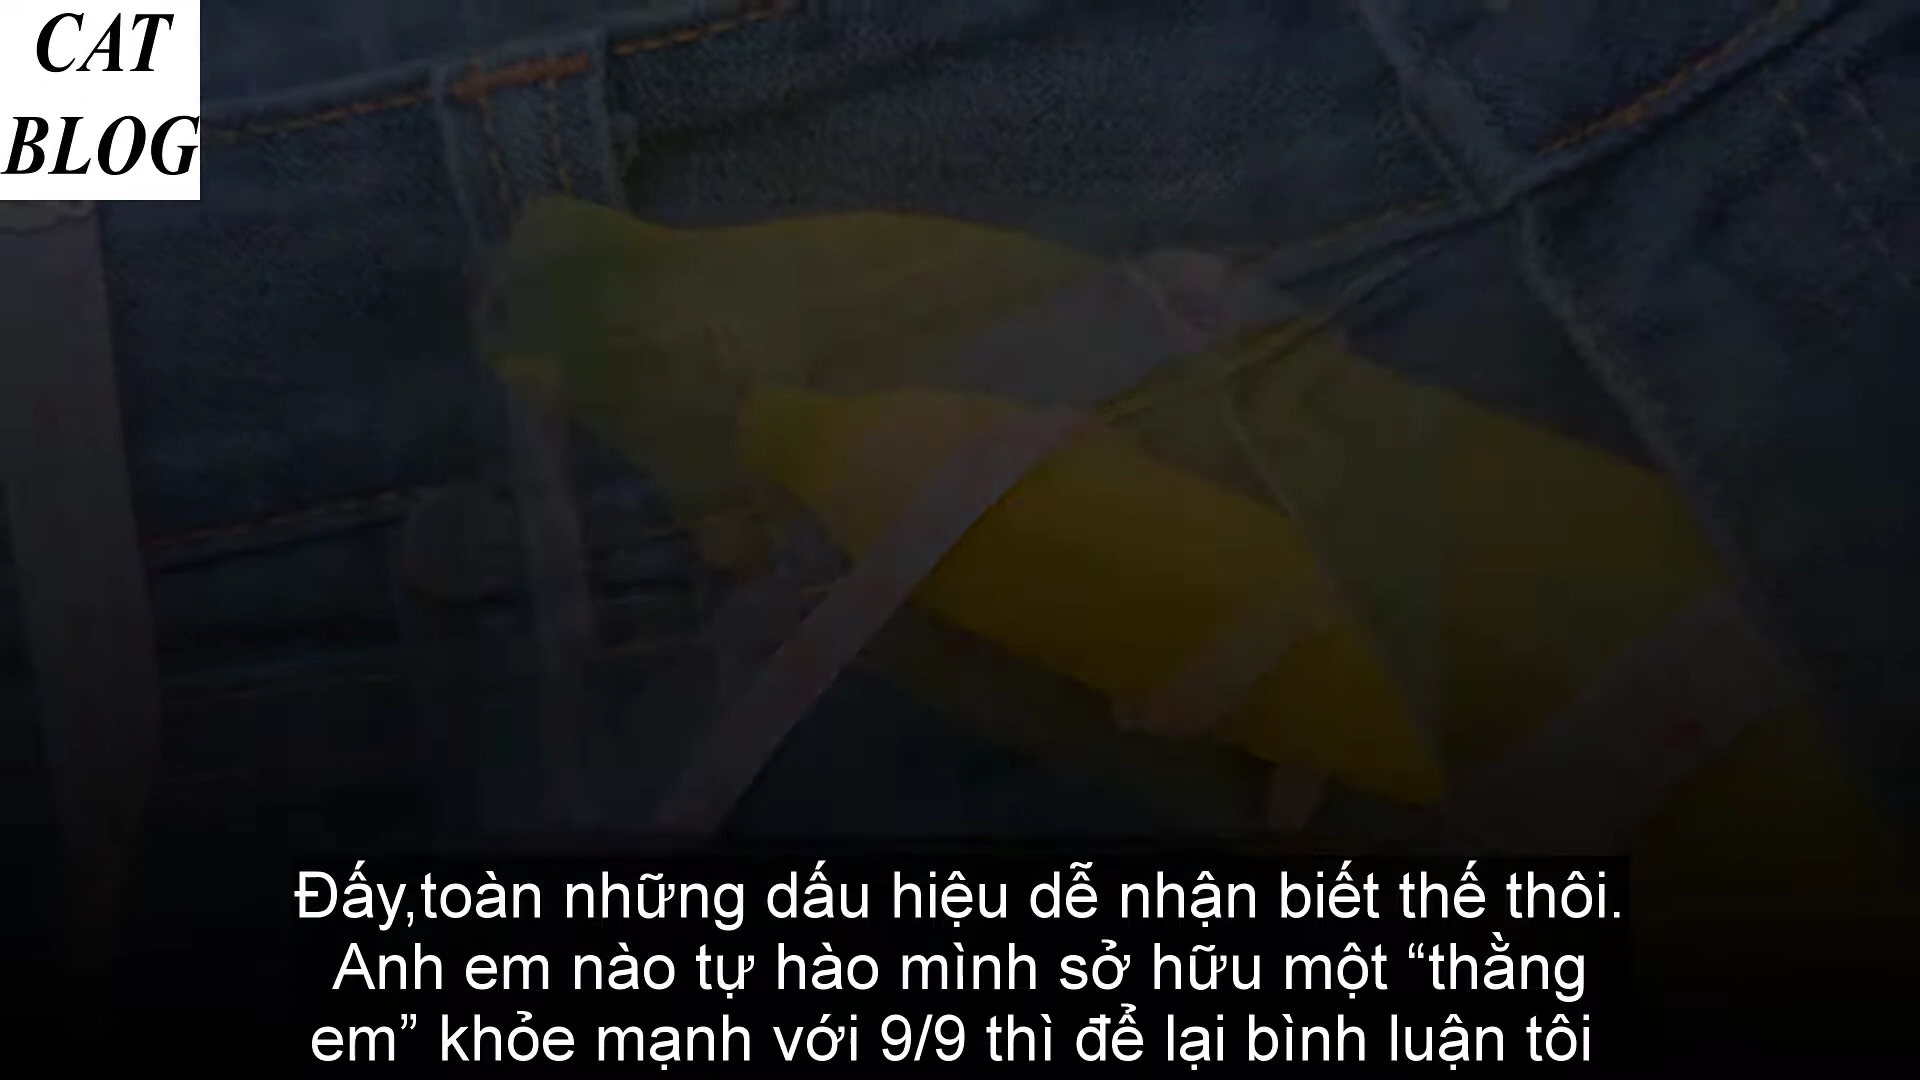 CAT
BLOG
Đấy,toàn những dấu hiệu dễ nhận biết thế thôi.
Anh em nào tự hào mình sở hữu một “thằng
em” khỏe mạnh với 9/9 thì để lại bình luận tôi